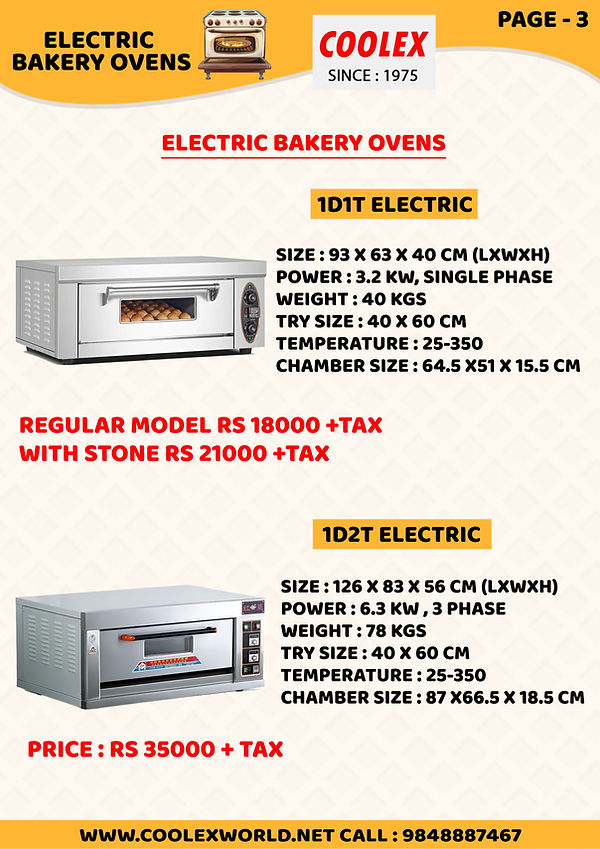 ELECTRIC
BAKERY OVENS
COOLEX
SINCE : 1975
PAGE - 3
ELECTRIC BAKERY OVENS
1D1T ELECTRIC
SIZE : 93 X 63 X 40 CM (LXWXH)
POWER : 3.2 KW, SINGLE PHASE
WEIGHT : 40 KGS
TRY SIZE : 40 X 60 CM
TEMPERATURE : 25-350
CHAMBER SIZE : 64.5 X51 X 15.5 CM
REGULAR MODEL RS 18000 +TAX
WITH STONE RS 21000 +TAX
1D2T ELECTRIC
SIZE : 126 X 83 X 56 CM (LXWXH)
POWER : 6.3 KW , 3 PHASE
WEIGHT : 78 KGS
TRY SIZE : 40 X 60 CM
TEMPERATURE : 25-350
CHAMBER SIZE : 87 X66.5 X 18.5 CM
PRICE : RS 35000 + TAX
WWW.COOLEXWORLD.NET CALL : 9848887467